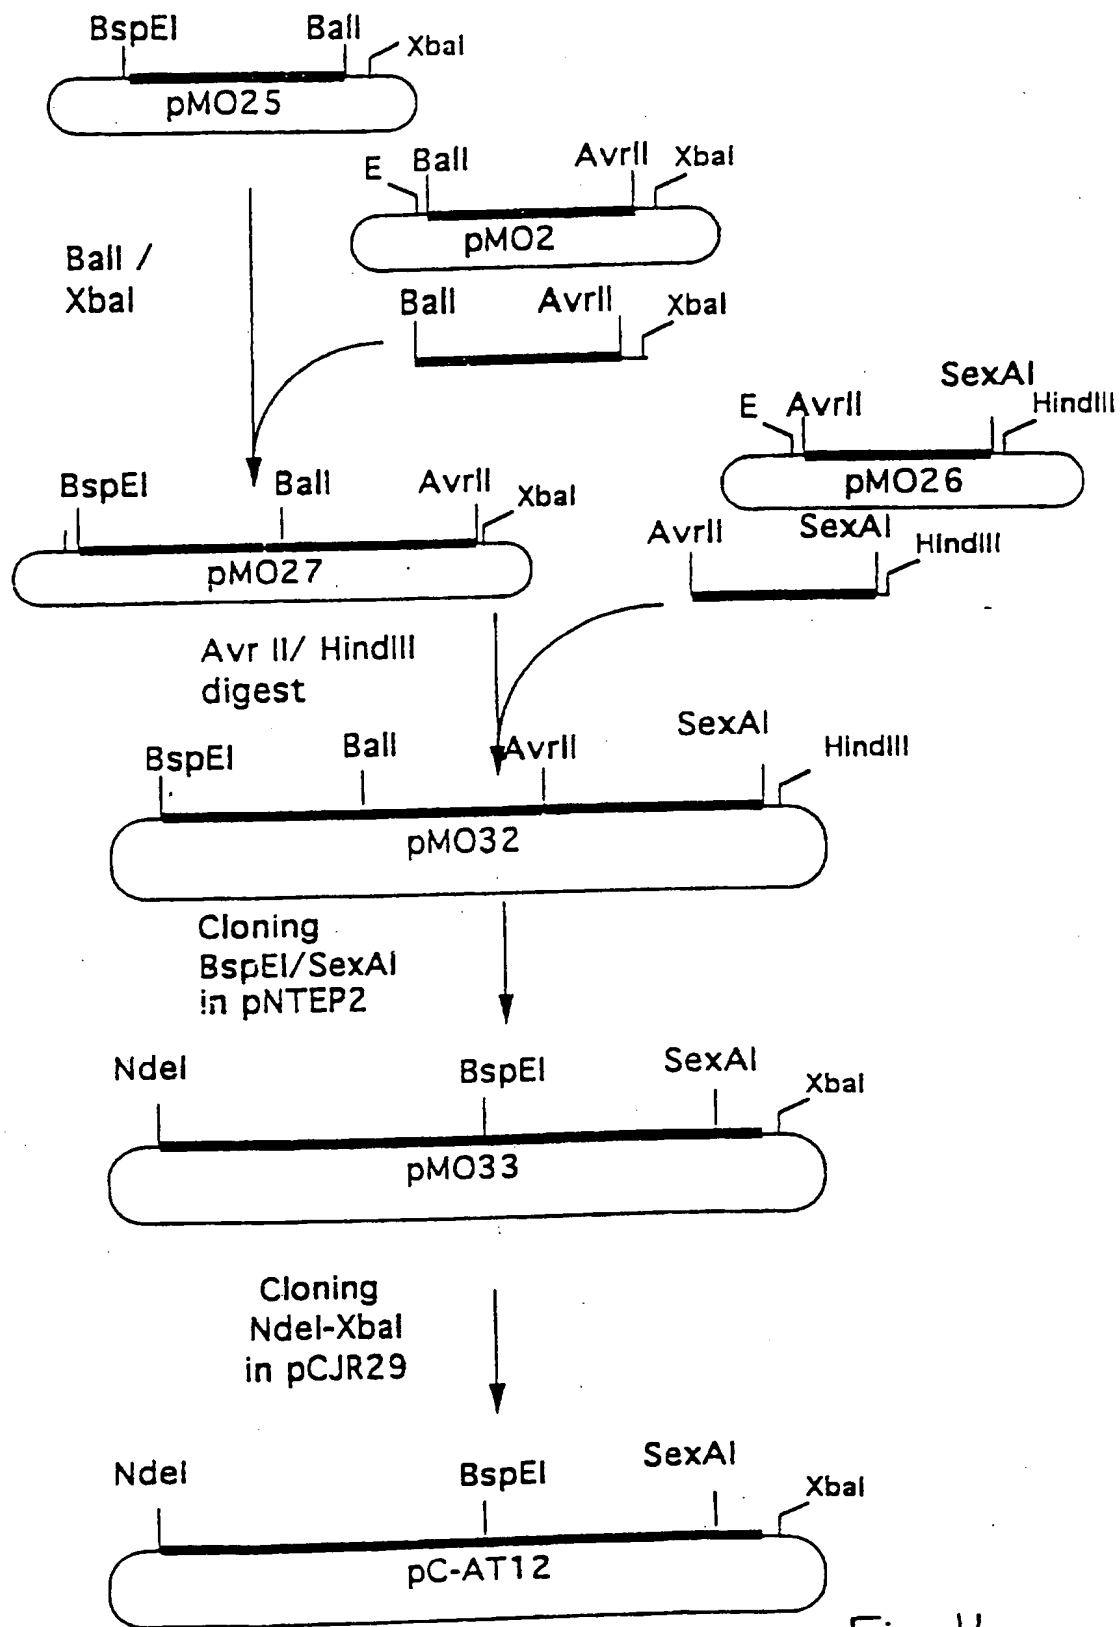 BspEI BalI XbaI
pMO25
E BalI AvrII XbaI
pMO2
BalI /
XbaI
BalI AvrII XbaI
SexAI
E AvrII HindIII
pMO26
BspEI BalI AvrII XbaI
pMO27
AvrII SexAI HindIII
Avr II/ HindIII
digest
BspEI BalI AvrII SexAI HindIII
pMO32
Cloning
BspEI/SexAI
in pNTEP2
NdeI BspEI SexAI XbaI
pMO33
Cloning
NdeI-XbaI
in pCJR29
NdeI BspEI SexAI XbaI
pC-AT12